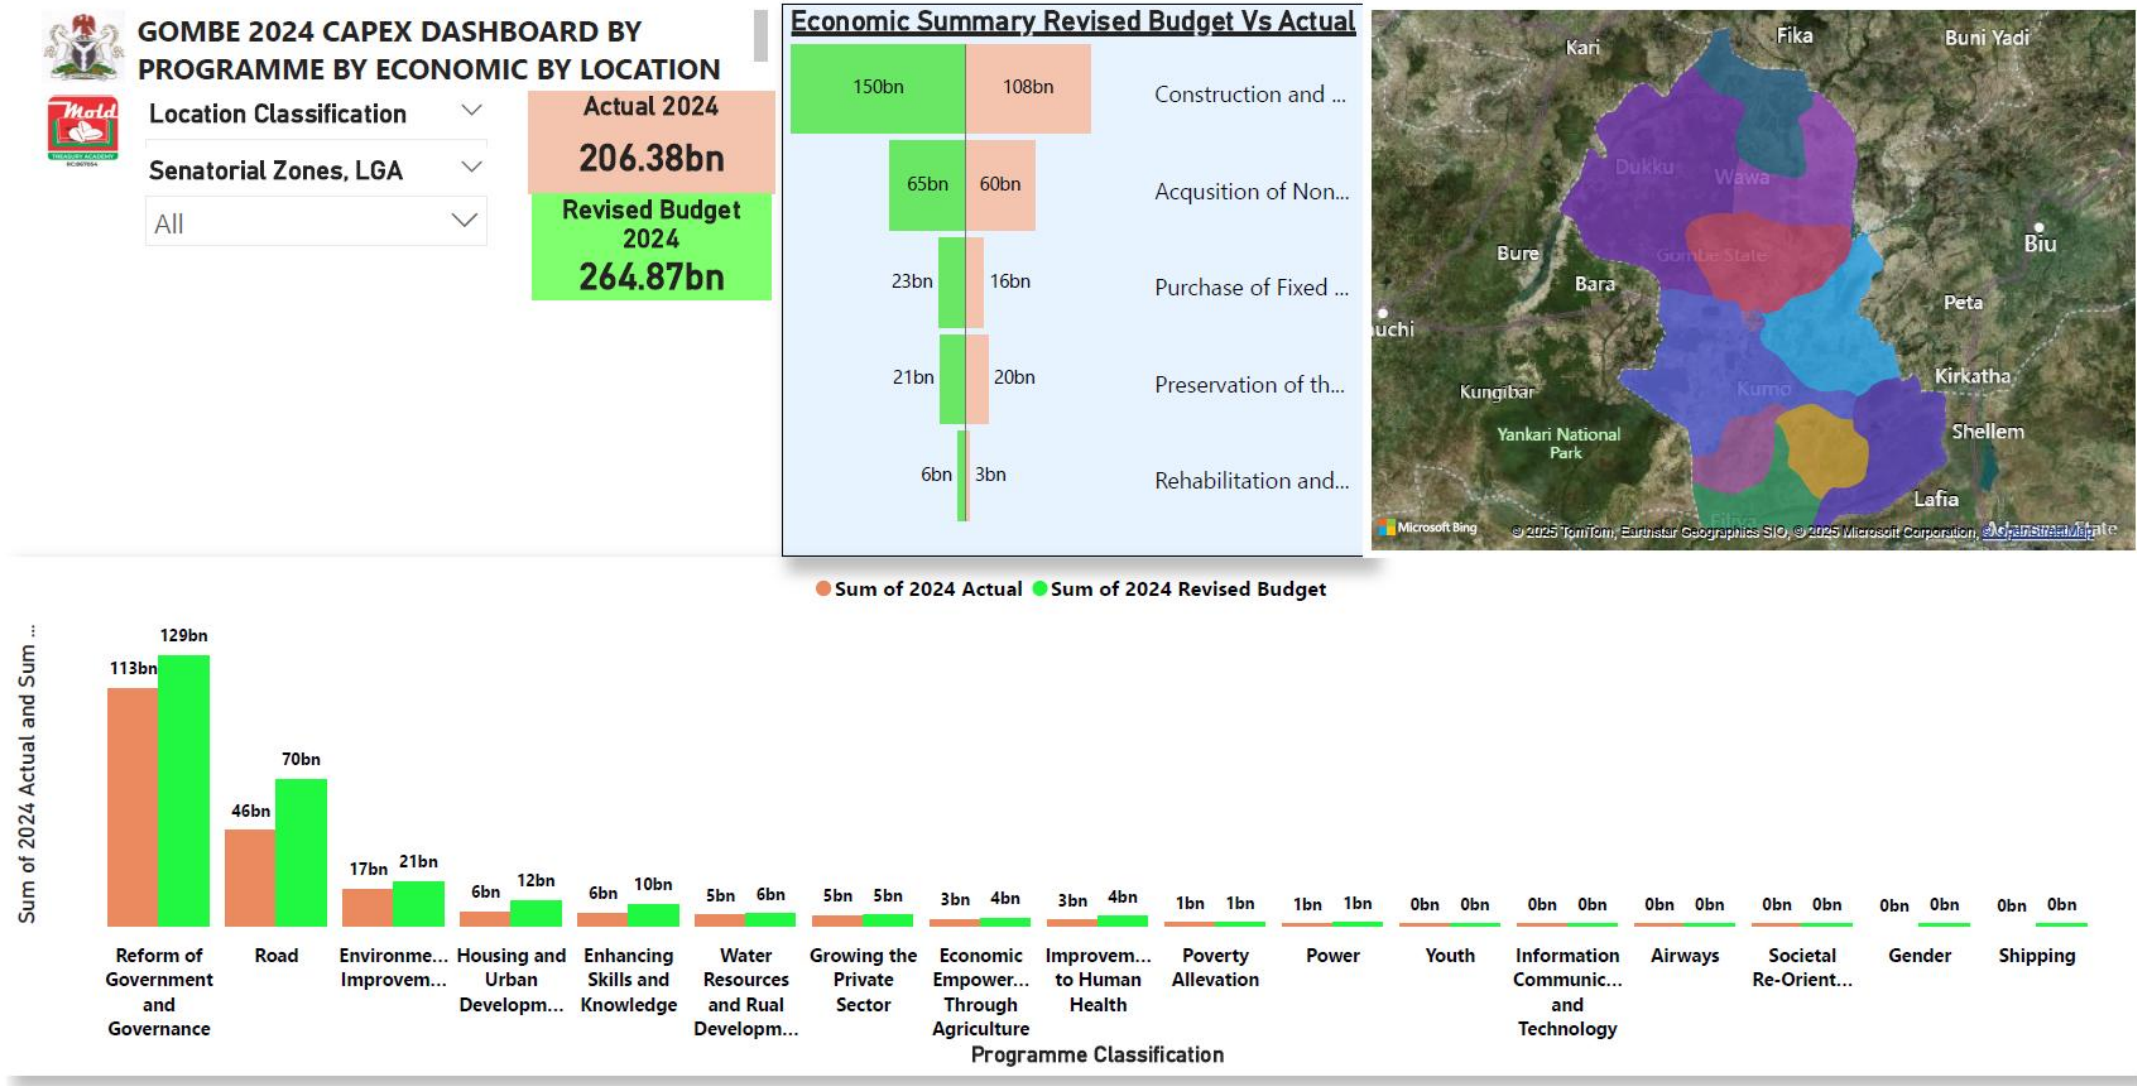 GOMBE 2024 CAPEX DASHBOARD BY
PROGRAMME BY ECONOMIC BY LOCATION
Mold
TREASURY ACADEMY
Location Classification
Senatorial Zones, LGA
All
Actual 2024
206.38bn
Revised Budget
2024
264.87bn
Economic Summary Revised Budget Vs Actual
150bn 108bn Construction and ...
65bn 60bn Acqusition of Non...
23bn 16bn Purchase of Fixed ...
21bn 20bn Preservation of th...
6bn 3bn Rehabilitation and...
Kari
Fika
Buni Yadi
Dukku
Wawa
Bure
Gombe State
Biu
Bara
Peta
uchi
Kungibar
Kumo
Kirkatha
Yankari National
Park
Shellem
Lafia
Microsoft Bing
© 2025 TomTom, Earthstar Geographics SIO, © 2025 Microsoft Corporation, © OpenStreetMap
Sum of 2024 Actual Sum of 2024 Revised Budget
Sum of 2024 Actual and Sum ...
113bn 129bn
46bn 70bn
17bn 21bn
6bn 12bn
6bn 10bn
5bn 6bn
5bn 5bn
3bn 4bn
3bn 4bn
1bn 1bn
1bn 1bn
0bn 0bn
0bn 0bn
0bn 0bn
0bn 0bn
0bn 0bn
0bn 0bn
Reform of
Government
and
Governance
Road
Environme...
Improvem...
Housing and
Urban
Developm...
Enhancing
Skills and
Knowledge
Water
Resources
and Rual
Developm...
Growing the
Private
Sector
Economic
Empower...
Through
Agriculture
Improvem...
to Human
Health
Poverty
Allevation
Power
Youth
Information
Communic...
and
Technology
Airways
Societal
Re-Orient...
Gender
Shipping
Programme Classification